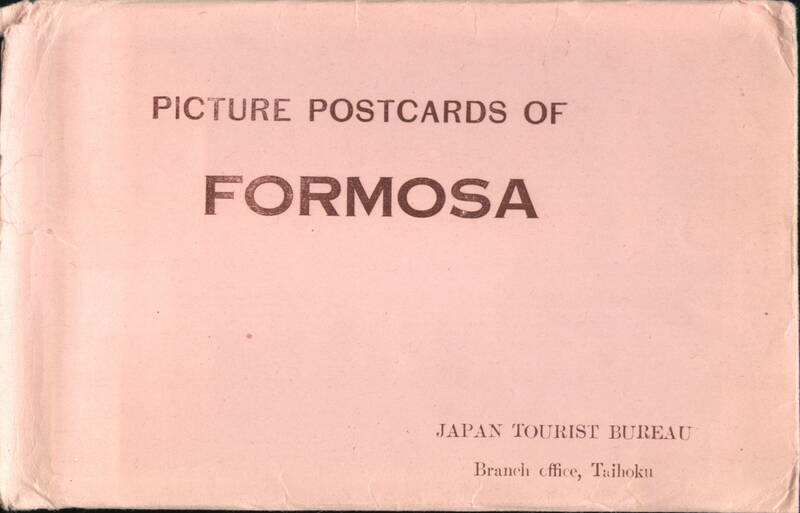 PICTURE POSTCARDS OF
FORMOSA
JAPAN TOURIST BUREAU
Branch office, Taihoku